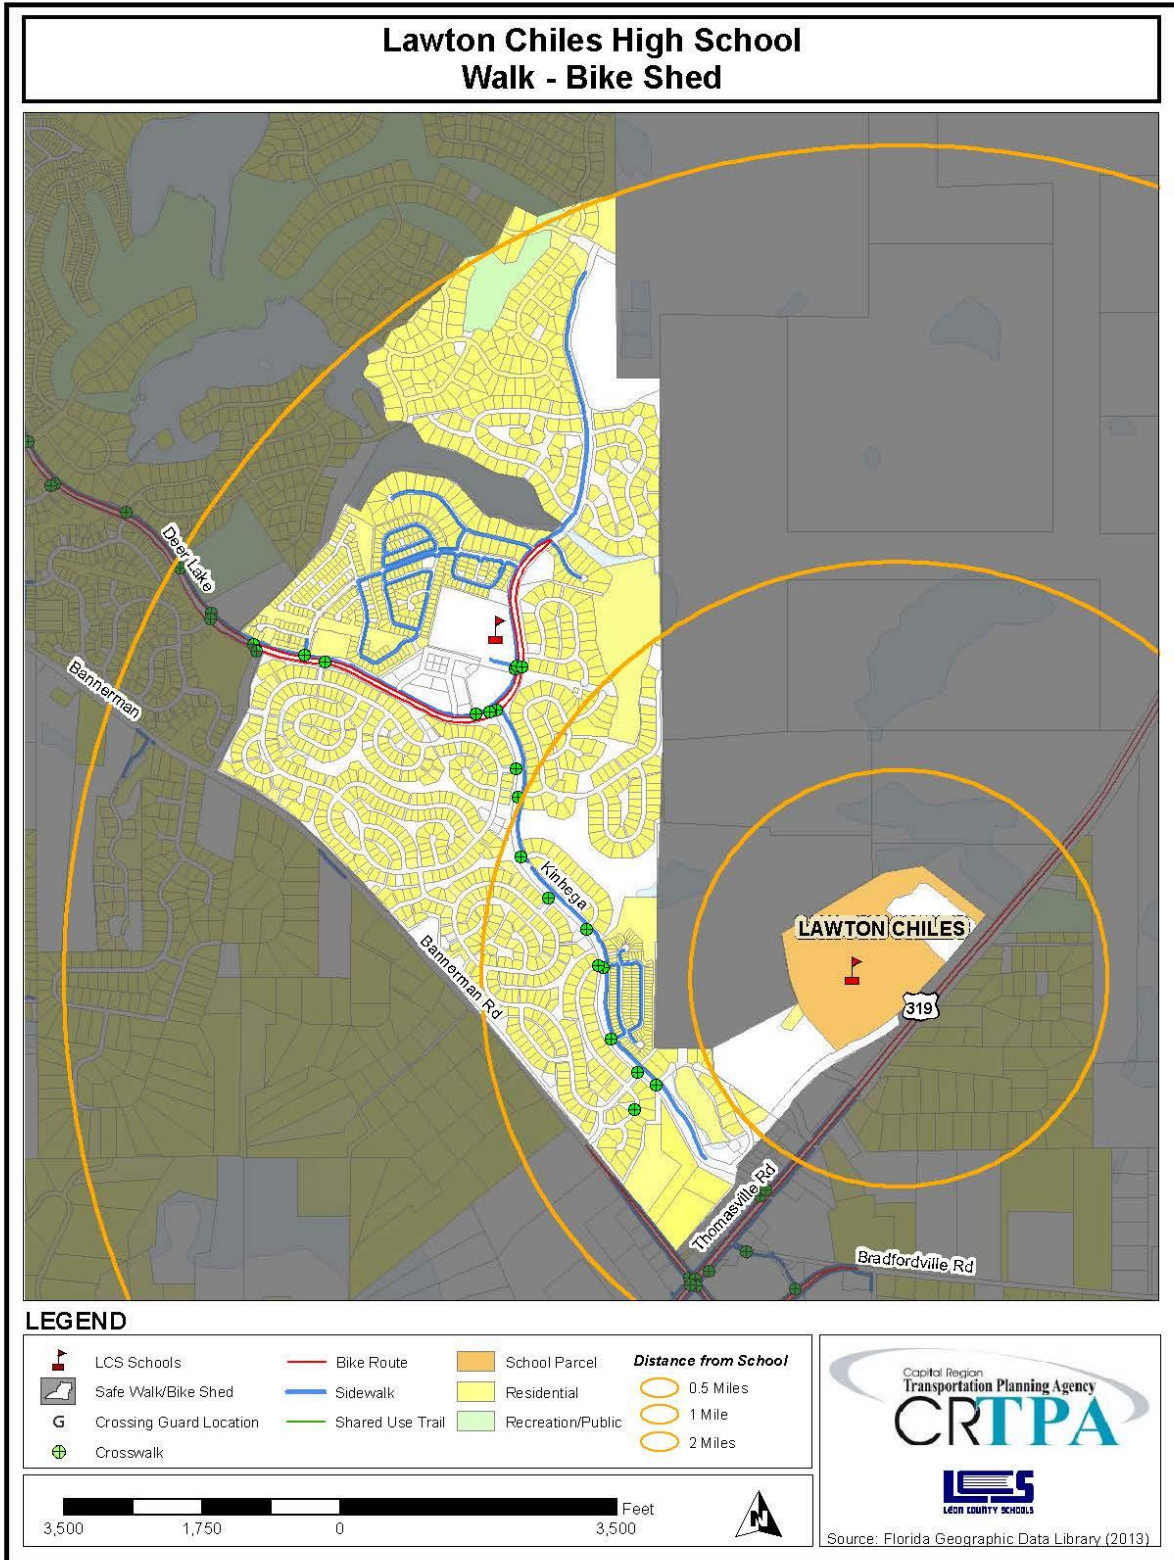 Lawton Chiles High School
Walk - Bike Shed
Deer Lake
Bannerman
Kinhega
Bannerman Rd
LAWTON CHILES
319
Thomasville Rd
Bradfordville Rd
LEGEND
LCS Schools
Safe Walk/Bike Shed
G Crossing Guard Location
Crosswalk
Bike Route
Sidewalk
Shared Use Trail
School Parcel
Residential
Recreation/Public
Distance from School
0.5 Miles
1 Mile
2 Miles
3,500 1,750 0 3,500 Feet
N
Capital Region
Transportation Planning Agency
CRTPA
LCS
LEON COUNTY SCHOOLS
Source: Florida Geographic Data Library (2013)